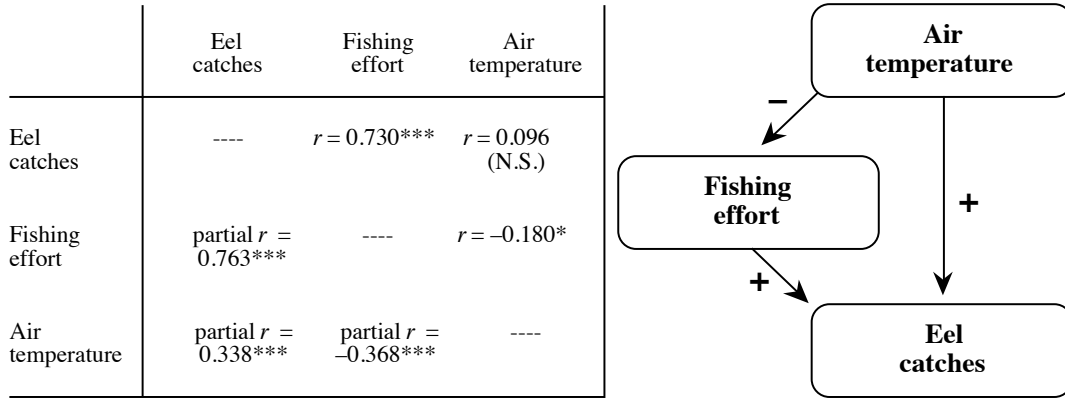 Eel catches
Fishing effort
Air temperature
Eel catches
----
r = 0.730***
r = 0.096 (N.S.)
Fishing effort
partial r = 0.763***
----
r = –0.180*
Air temperature
partial r = 0.338***
partial r = –0.368***
----
Air temperature
–
Fishing effort
+
+
Eel catches